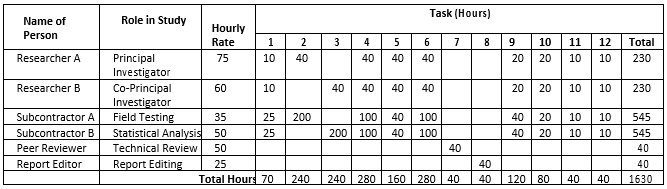 Name of Person Role in Study Hourly Rate Task (Hours)
1 2 3 4 5 6 7 8 9 10 11 12 Total
Researcher A Principal Investigator 75 10 40 40 40 40 20 20 10 10 230
Researcher B Co-Principal Investigator 60 10 40 40 40 40 20 20 10 10 230
Subcontractor A Field Testing 35 25 200 100 40 100 40 20 10 10 545
Subcontractor B Statistical Analysis 50 25 200 100 40 100 40 20 10 10 545
Peer Reviewer Technical Review 50 40 40
Report Editor Report Editing 25 40 40
Total Hours 70 240 240 280 160 280 40 40 120 80 40 40 1630